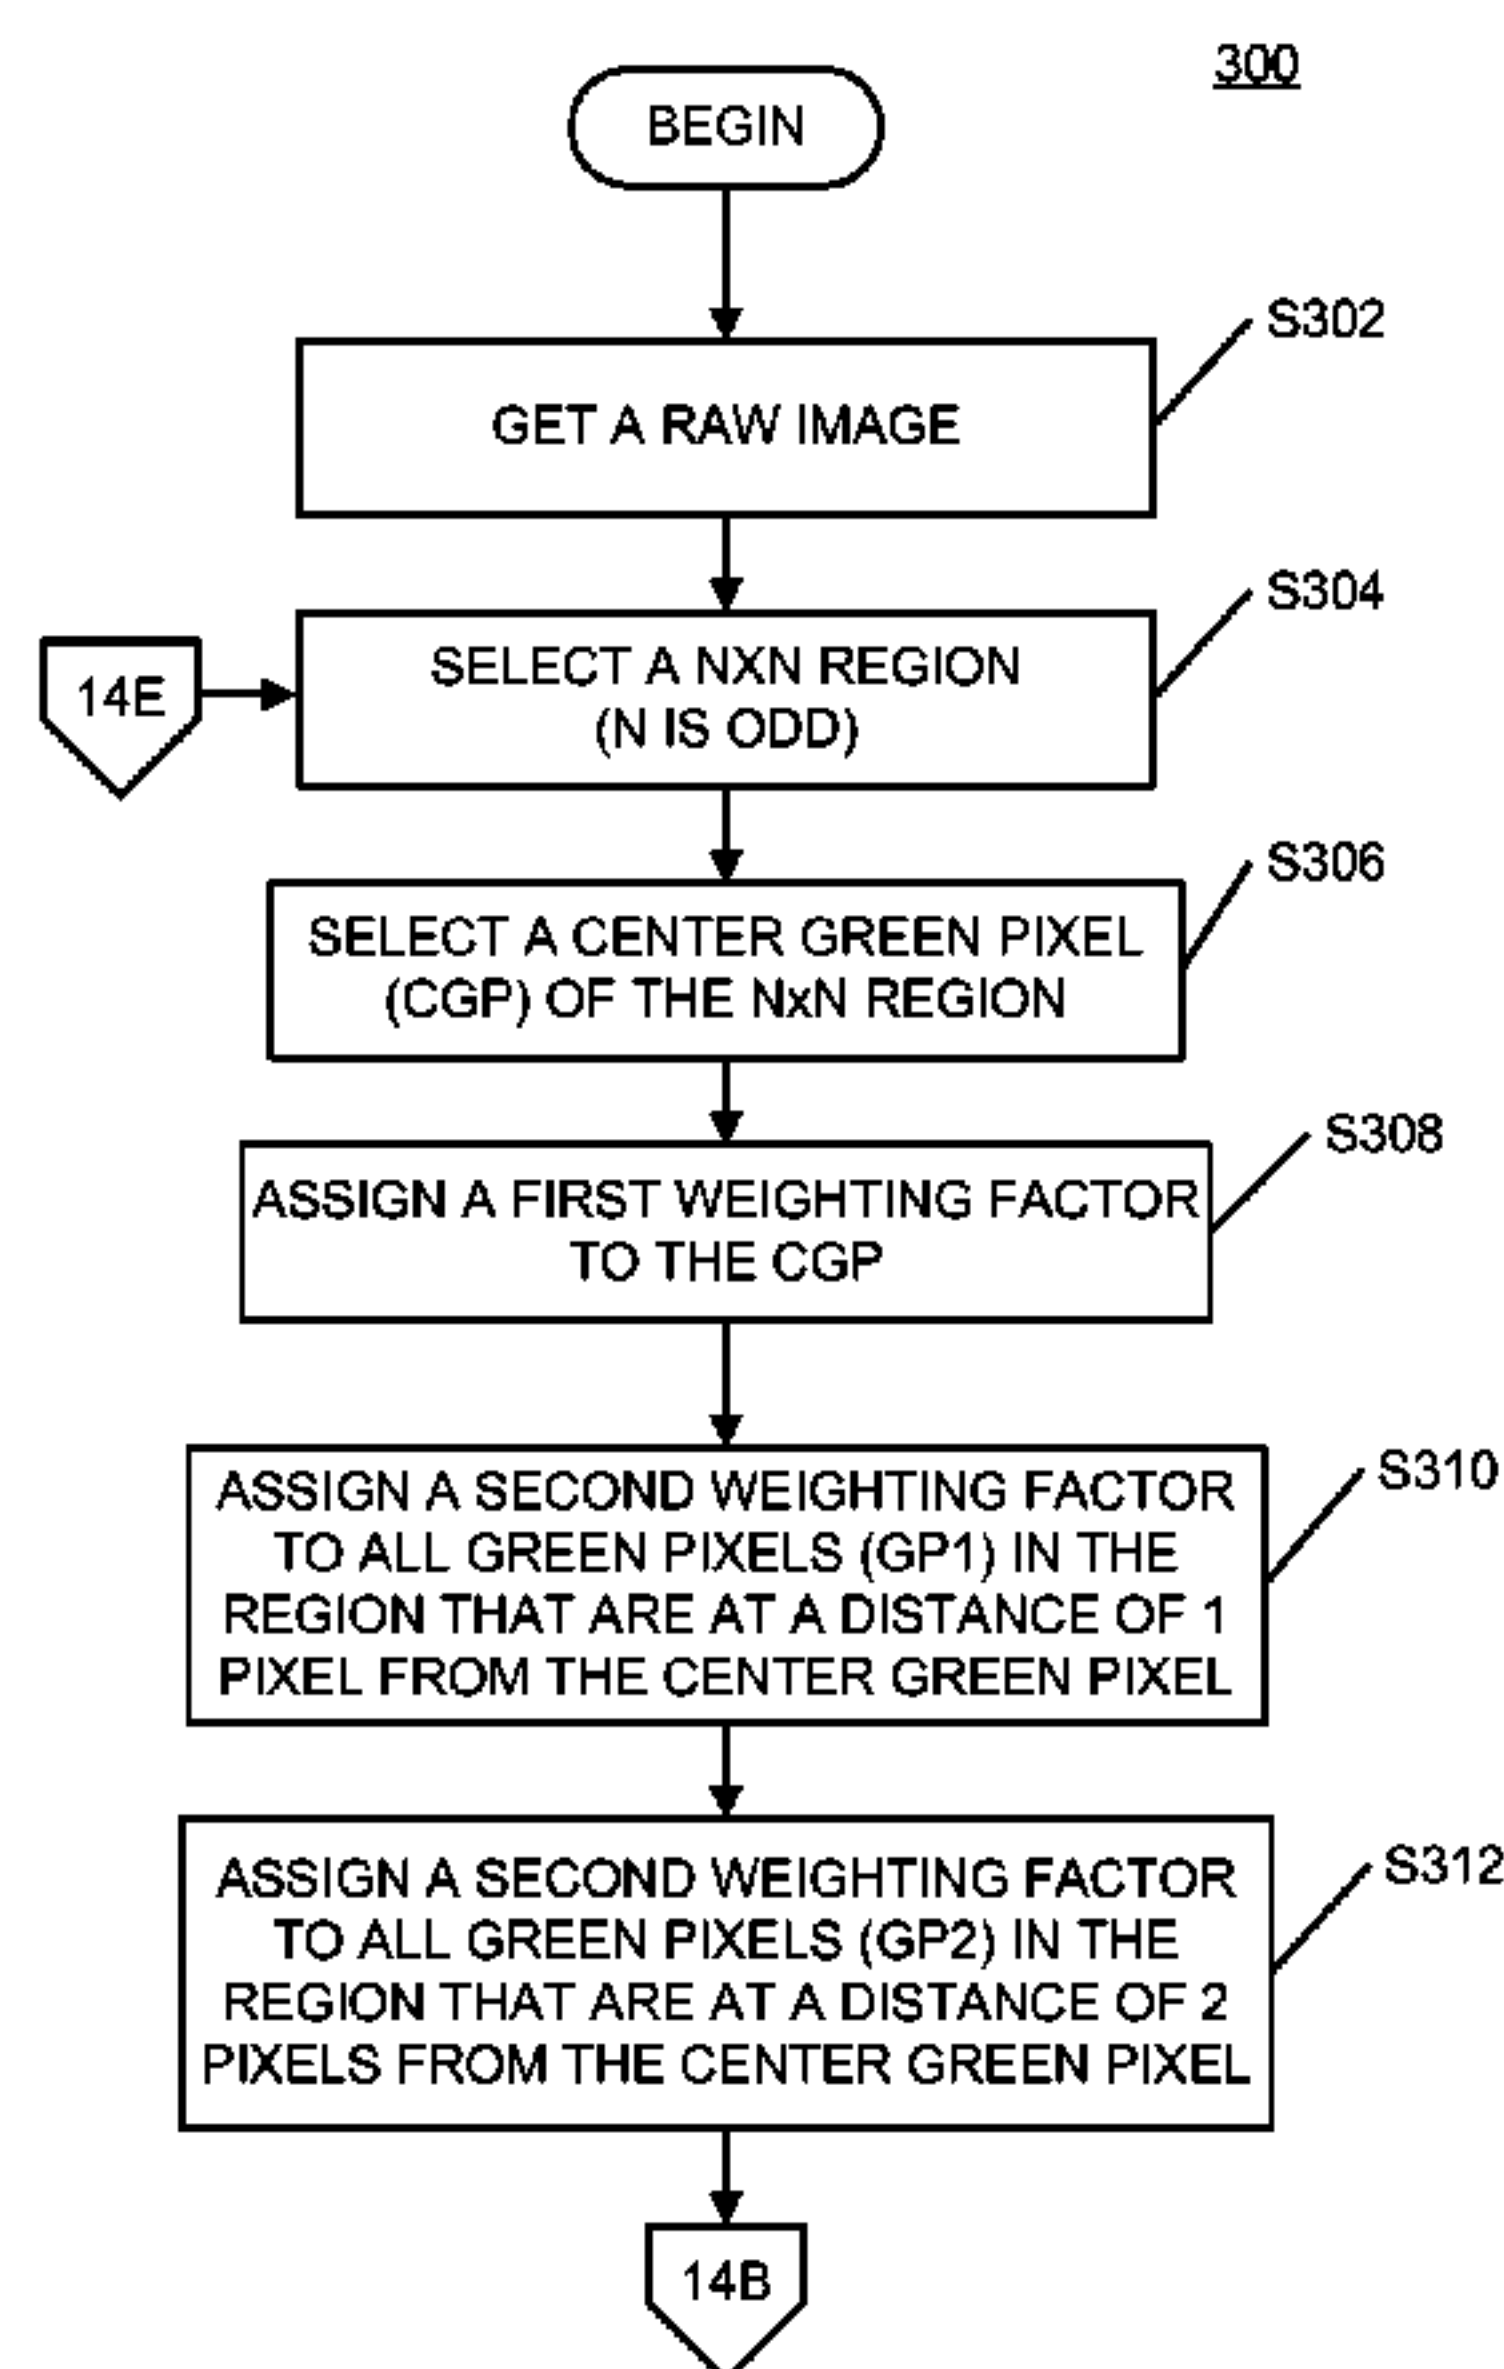 300
BEGIN
S302
GET A RAW IMAGE
S304
14E
SELECT A NXN REGION
(N IS ODD)
S306
SELECT A CENTER GREEN PIXEL
(CGP) OF THE NxN REGION
S308
ASSIGN A FIRST WEIGHTING FACTOR
TO THE CGP
S310
ASSIGN A SECOND WEIGHTING FACTOR
TO ALL GREEN PIXELS (GP1) IN THE
REGION THAT ARE AT A DISTANCE OF 1
PIXEL FROM THE CENTER GREEN PIXEL
S312
ASSIGN A SECOND WEIGHTING FACTOR
TO ALL GREEN PIXELS (GP2) IN THE
REGION THAT ARE AT A DISTANCE OF 2
PIXELS FROM THE CENTER GREEN PIXEL
14B